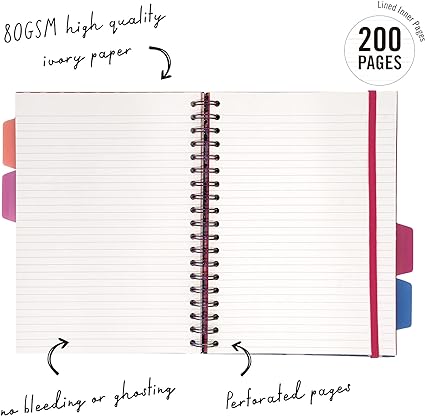 80GSM high quality
ivory paper
Lined Inner Pages
200
PAGES
no bleeding or ghosting
Perforated pages